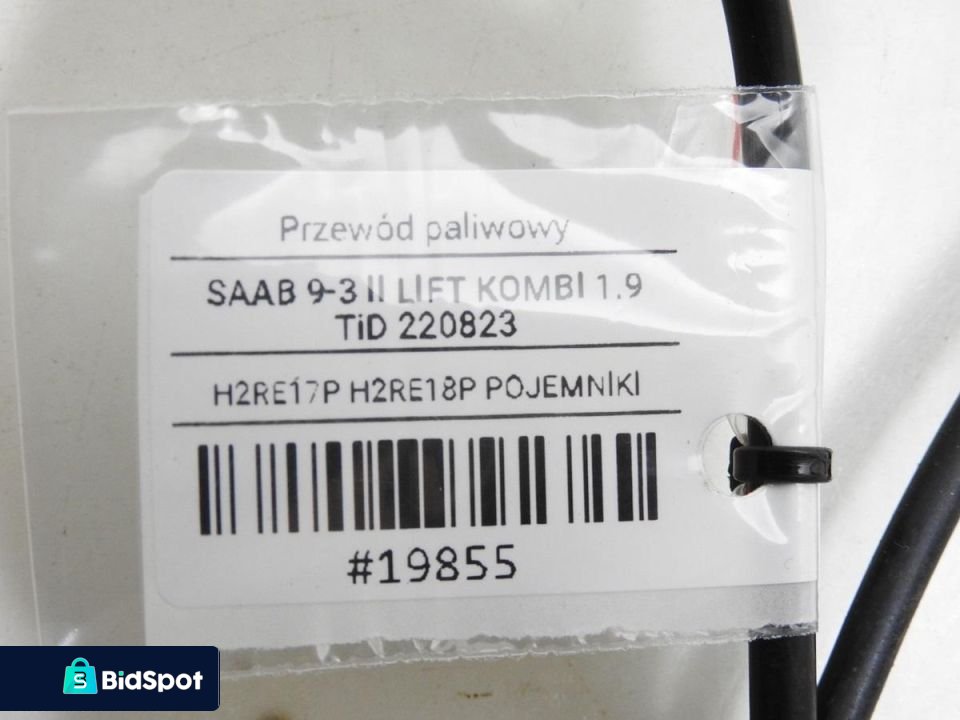 Przewód paliwowy
SAAB 9-3 II LIFT KOMBI 1.9
TiD 220823
H2RE17P H2RE18P POJEMNIKI
#19855
S BidSpot